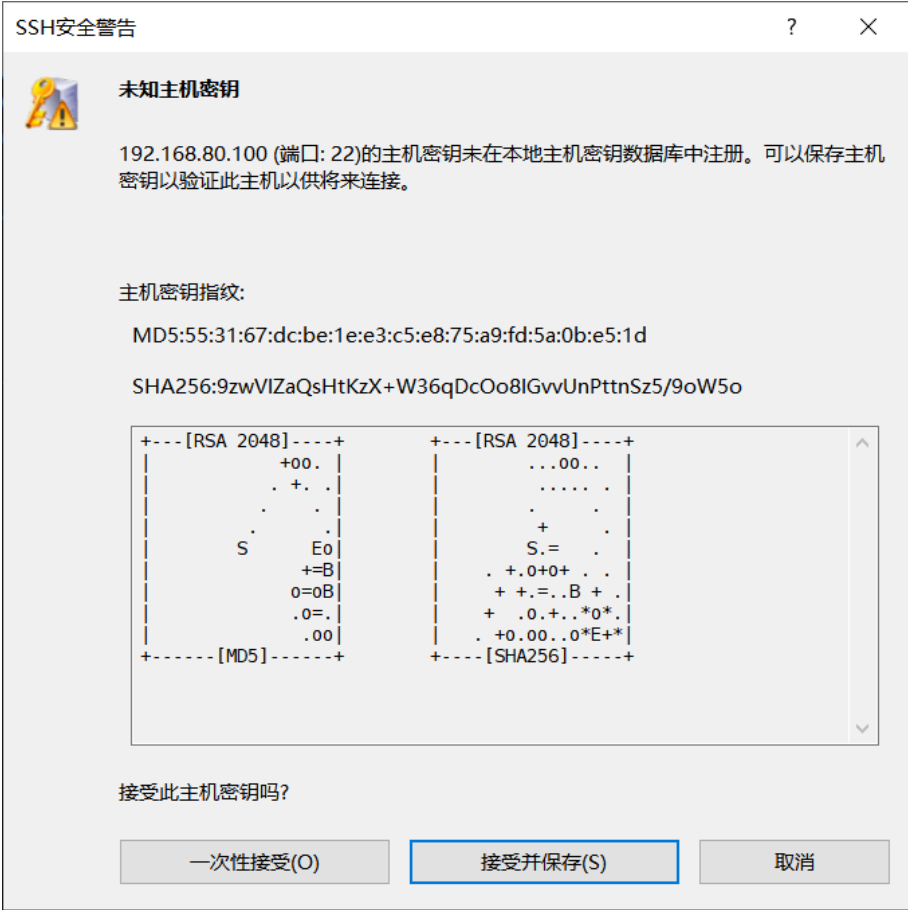 SSH安全警告
未知主机密钥
192.168.80.100 (端口: 22)的主机密钥未在本地主机密钥数据库中注册。可以保存主机
密钥以验证此主机以供将来连接。
主机密钥指纹:
MD5:55:31:67:dc:be:1e:e3:c5:e8:75:a9:fd:5a:0b:e5:1d
SHA256:9zwVIZaQsHtKzX+W36qDcOo8IGvvUnPttnSz5/9oW5o
+---[RSA 2048]----+        +---[RSA 2048]----+
|            +oo. |        |        ...oo..  |
|           . +. .|        |         ..... . |
|          .    . |        |        .     .  |
|         .      .|        |         +     . |
|        S      Eo|        |        S.=   .  |
|              +=B|        |    . +.o+o+ . . |
|             o=oB|        |     + +.=..B + .|
|             .o=.|        |    +  .o.+..*o*.|
|              .oo|        |   . +o.oo..o*E+*|
+------[MD5]------+        +----[SHA256]-----+
接受此主机密钥吗?
一次性接受(O)
接受并保存(S)
取消